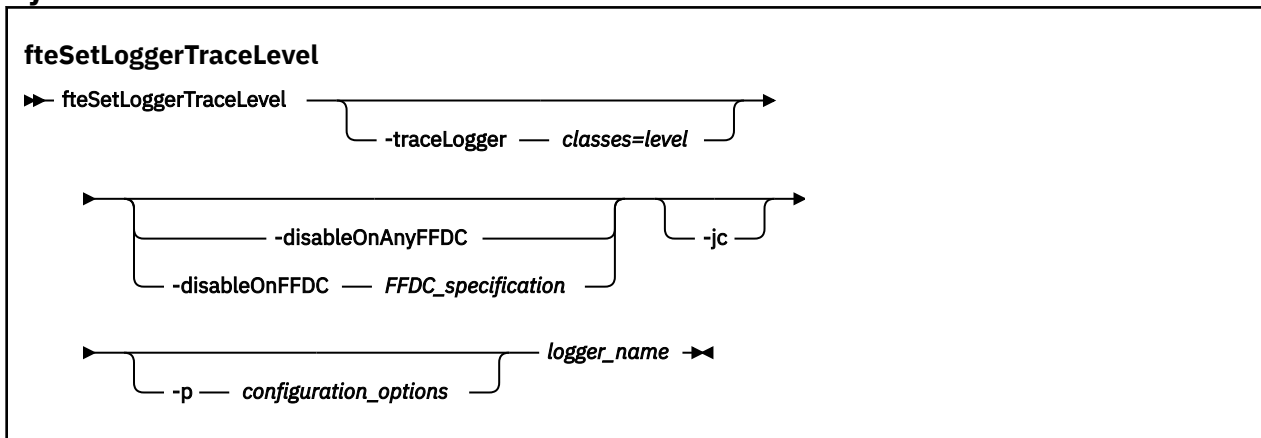 fteSetLoggerTraceLevel
fteSetLoggerTraceLevel
-traceLogger classes=level
-disableOnAnyFFDC
-jc
-disableOnFFDC FFDC_specification
logger_name
-p configuration_options